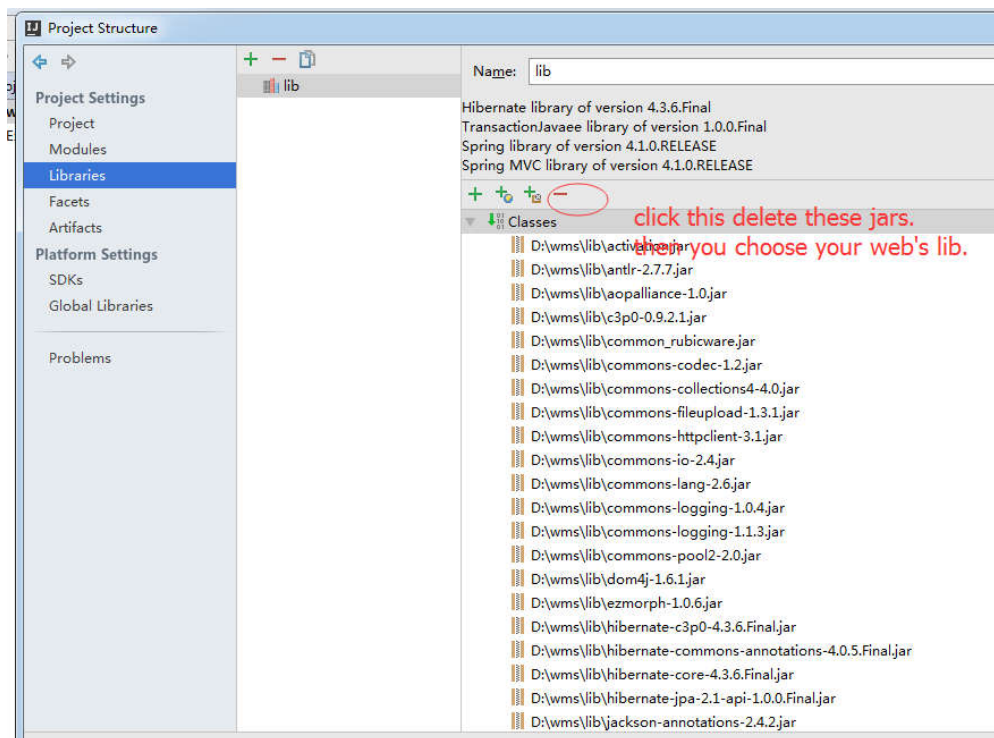 Project Structure
Project Settings
Project
Modules
Libraries
Facets
Artifacts
Platform Settings
SDKs
Global Libraries
Problems
lib
Name: lib
Hibernate library of version 4.3.6.Final
TransactionJavaee library of version 1.0.0.Final
Spring library of version 4.1.0.RELEASE
Spring MVC library of version 4.1.0.RELEASE
click this delete these jars.
then you choose your web's lib.
Classes
D:\wms\lib\activation.jar
D:\wms\lib\antlr-2.7.7.jar
D:\wms\lib\aopalliance-1.0.jar
D:\wms\lib\c3p0-0.9.2.1.jar
D:\wms\lib\common_rubicware.jar
D:\wms\lib\commons-codec-1.2.jar
D:\wms\lib\commons-collections4-4.0.jar
D:\wms\lib\commons-fileupload-1.3.1.jar
D:\wms\lib\commons-httpclient-3.1.jar
D:\wms\lib\commons-io-2.4.jar
D:\wms\lib\commons-lang-2.6.jar
D:\wms\lib\commons-logging-1.0.4.jar
D:\wms\lib\commons-logging-1.1.3.jar
D:\wms\lib\commons-pool2-2.0.jar
D:\wms\lib\dom4j-1.6.1.jar
D:\wms\lib\ezmorph-1.0.6.jar
D:\wms\lib\hibernate-c3p0-4.3.6.Final.jar
D:\wms\lib\hibernate-commons-annotations-4.0.5.Final.jar
D:\wms\lib\hibernate-core-4.3.6.Final.jar
D:\wms\lib\hibernate-jpa-2.1-api-1.0.0.Final.jar
D:\wms\lib\jackson-annotations-2.4.2.jar